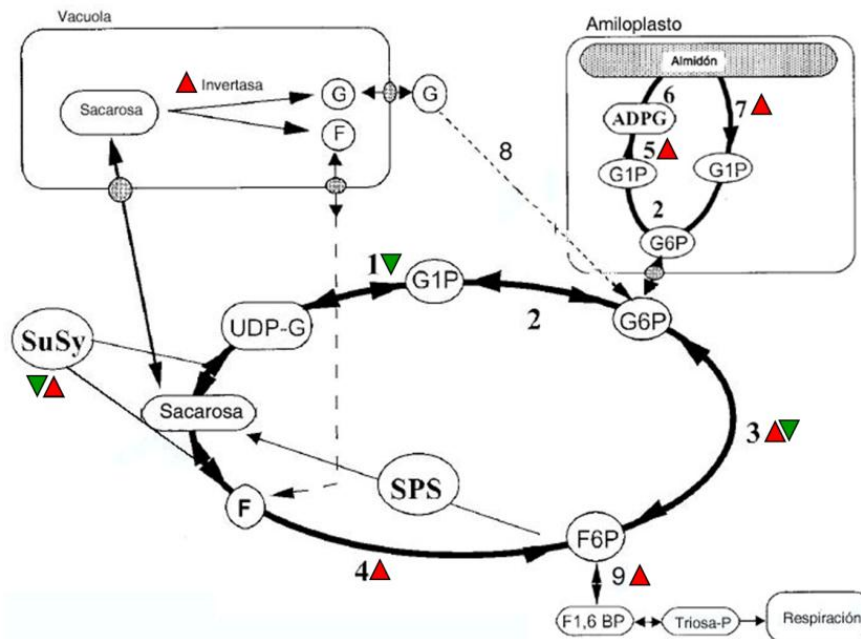 Vacuola
Amiloplasto
Invertasa
Sacarosa
G
F
G
Almidón
6
7
ADPG
5
G1P
G1P
2
G6P
8
1
G1P
2
G6P
UDP-G
SuSy
Sacarosa
3
SPS
F
F6P
4
9
F1,6 BP
Triosa-P
Respiración